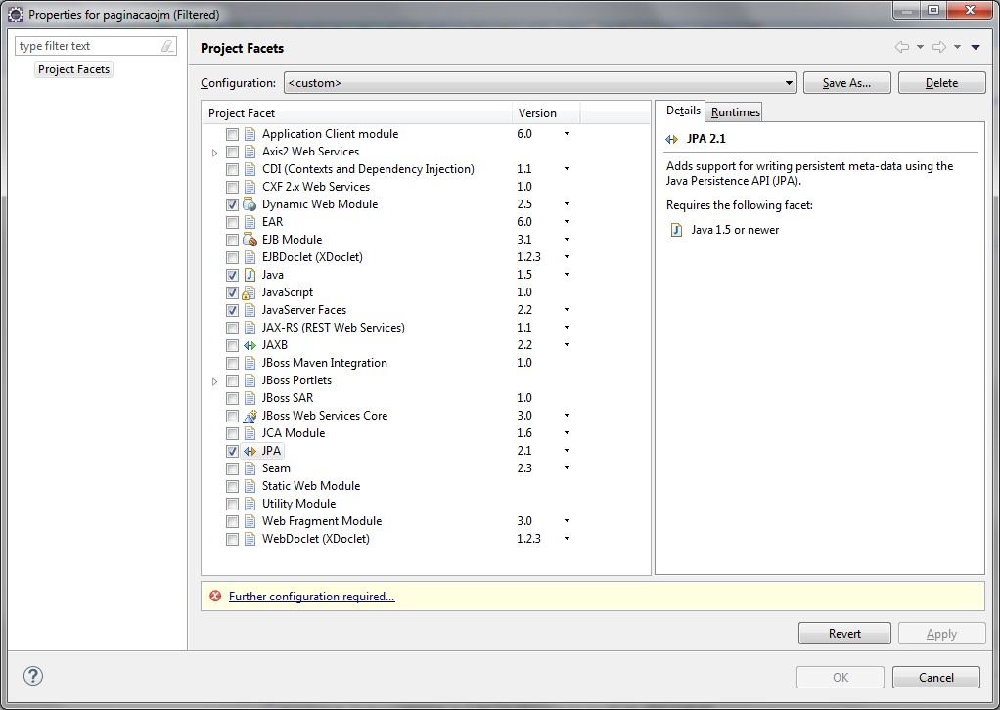 Properties for paginacaojm (Filtered)
type filter text
Project Facets
Project Facets
Configuration: <custom> Save As... Delete
Project Facet Version
Application Client module 6.0
Axis2 Web Services
CDI (Contexts and Dependency Injection) 1.1
CXF 2.x Web Services 1.0
Dynamic Web Module 2.5
EAR 6.0
EJB Module 3.1
EJBDoclet (XDoclet) 1.2.3
Java 1.5
JavaScript 1.0
JavaServer Faces 2.2
JAX-RS (REST Web Services) 1.1
JAXB 2.2
JBoss Maven Integration 1.0
JBoss Portlets
JBoss SAR 1.0
JBoss Web Services Core 3.0
JCA Module 1.6
JPA 2.1
Seam 2.3
Static Web Module
Utility Module
Web Fragment Module 3.0
WebDoclet (XDoclet) 1.2.3
Details Runtimes
JPA 2.1
Adds support for writing persistent meta-data using the
Java Persistence API (JPA).
Requires the following facet:
Java 1.5 or newer
Further configuration required...
Revert Apply
OK Cancel